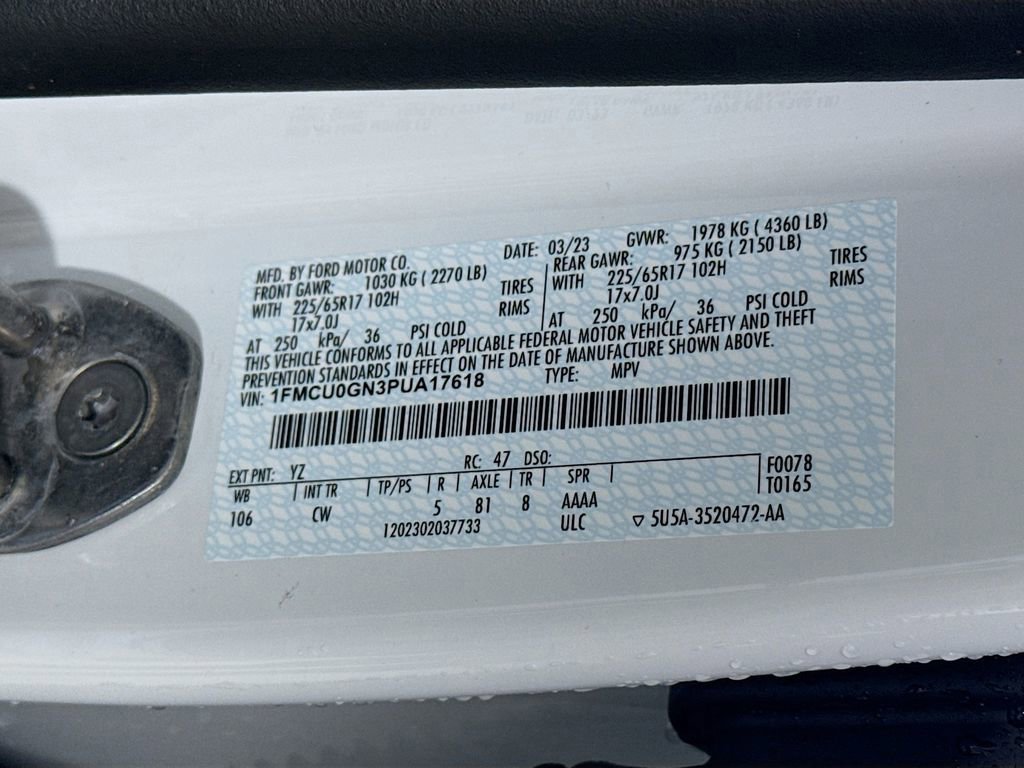 MFD. BY FORD MOTOR CO. DATE: 03/23 GVWR: 1978 KG ( 4360 LB)
FRONT GAWR: 1030 KG ( 2270 LB) REAR GAWR: 975 KG ( 2150 LB)
WITH 225/65R17 102H TIRES WITH 225/65R17 102H TIRES
17x7.0J RIMS 17x7.0J RIMS
AT 250 kPa/ 36 PSI COLD AT 250 kPa/ 36 PSI COLD
THIS VEHICLE CONFORMS TO ALL APPLICABLE FEDERAL MOTOR VEHICLE SAFETY AND THEFT
PREVENTION STANDARDS IN EFFECT ON THE DATE OF MANUFACTURE SHOWN ABOVE.
VIN: 1FMCU0GN3PUA17618 TYPE: MPV
EXT PNT: YZ RC: 47 DSO: F0078
WB INT TR TP/PS R AXLE TR SPR T0165
106 CW 5 81 8 AAAA
1202302037733 ULC ▽ 5U5A-3520472-AA